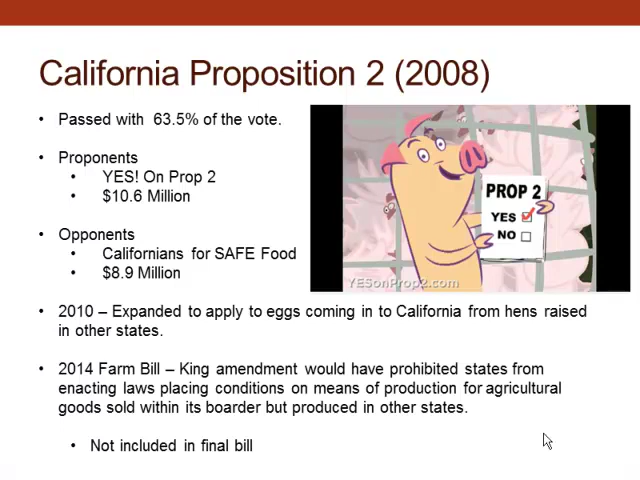 California Proposition 2 (2008)
• Passed with 63.5% of the vote.
• Proponents
• YES! On Prop 2
• $10.6 Million
• Opponents
• Californians for SAFE Food
• $8.9 Million
PROP 2
YES
NO
YESonProp2.com
• 2010 – Expanded to apply to eggs coming in to California from hens raised
in other states.
• 2014 Farm Bill – King amendment would have prohibited states from
enacting laws placing conditions on means of production for agricultural
goods sold within its boarder but produced in other states.
• Not included in final bill